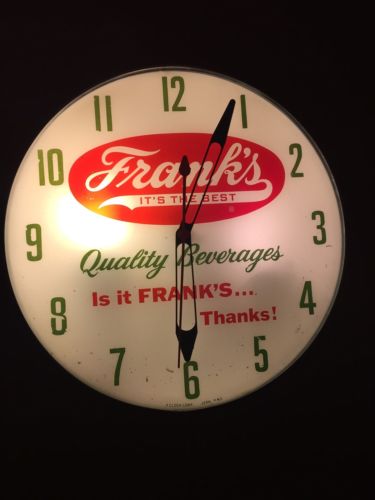 12
11
1
10
2
Frank's
IT'S THE BEST
9
3
Quality Beverages
Is it FRANK'S...
8
4
Thanks!
7
5
6